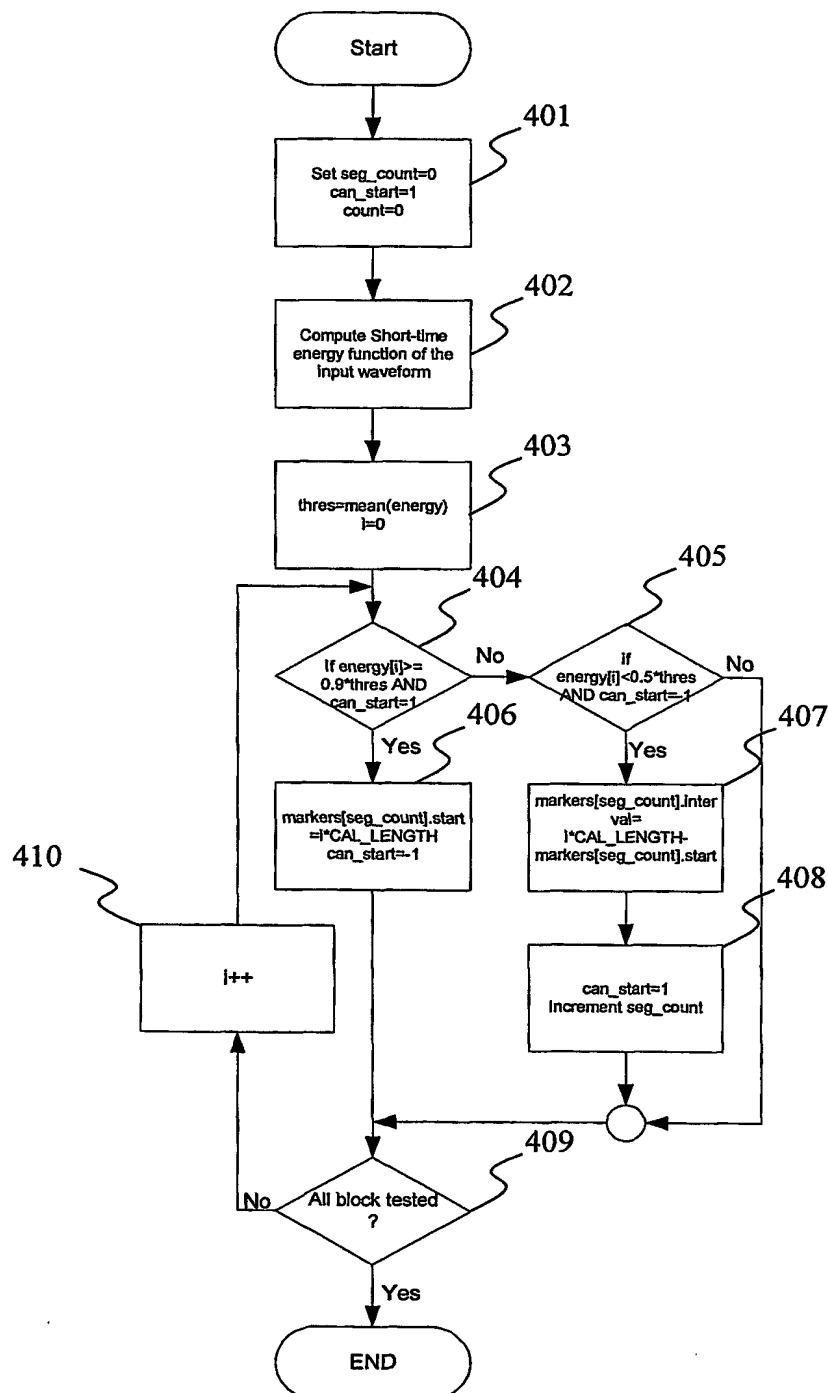 Start
401
Set seg_count=0
can_start=1
count=0
402
Compute Short-time
energy function of the
input waveform
403
thres=mean(energy)
i=0
404
If energy[i]>=
0.9*thres AND
can_start=1
No
405
if
energy[i]<0.5*thres
AND can_start=-1
No
Yes
406
markers[seg_count].start
=i*CAL_LENGTH
can_start=-1
Yes
407
markers[seg_count].inter
val=
i*CAL_LENGTH-
markers[seg_count].start
408
can_start=1
Increment seg_count
410
i++
409
All block tested
?
No
Yes
END